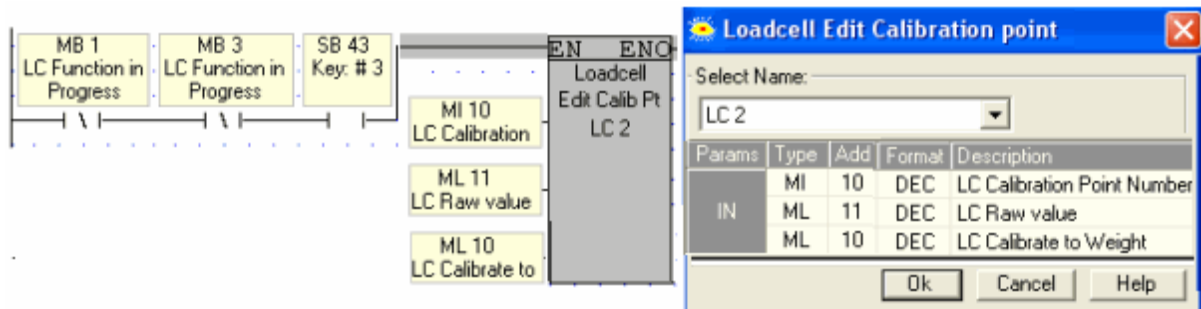 MB 1
LC Function in
Progress
MB 3
LC Function in
Progress
SB 43
Key: # 3
EN ENO
Loadcell
Edit Calib Pt
LC 2
MI 10
LC Calibration
ML 11
LC Raw value
ML 10
LC Calibrate to
Loadcell Edit Calibration point
Select Name:
LC 2
Params Type Add Format Description
IN
MI 10 DEC LC Calibration Point Number
ML 11 DEC LC Raw value
ML 10 DEC LC Calibrate to Weight
Ok Cancel Help